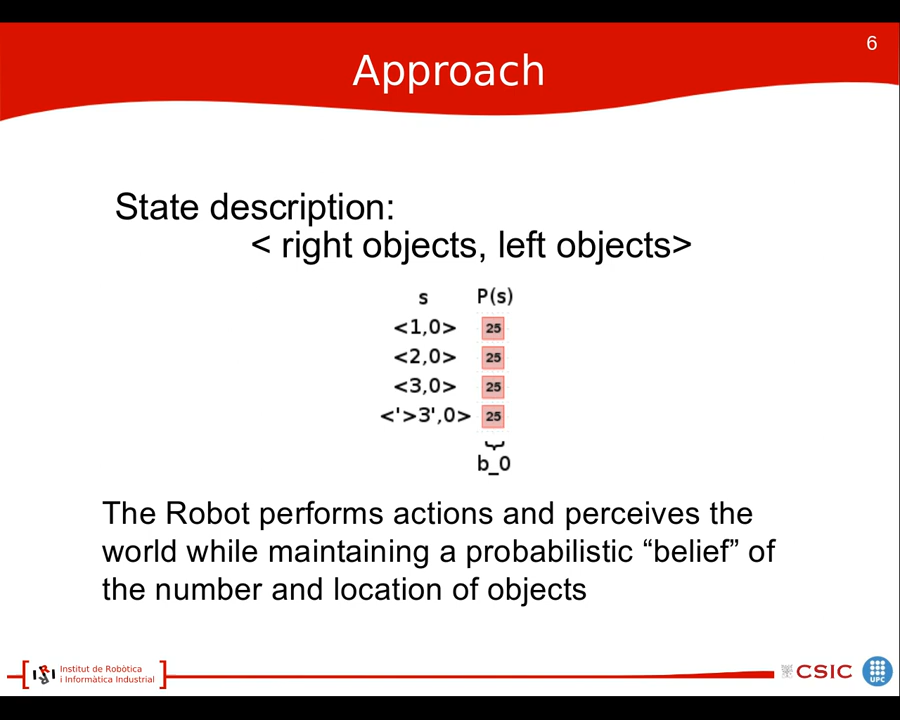 6
Approach
State description:
< right objects, left objects>
s P(s)
<1,0> 25
<2,0> 25
<3,0> 25
<'>3',0> 25
b_0
The Robot performs actions and perceives the
world while maintaining a probabilistic “belief” of
the number and location of objects
Institut de Robòtica
i Informàtica Industrial
CSIC
UPC